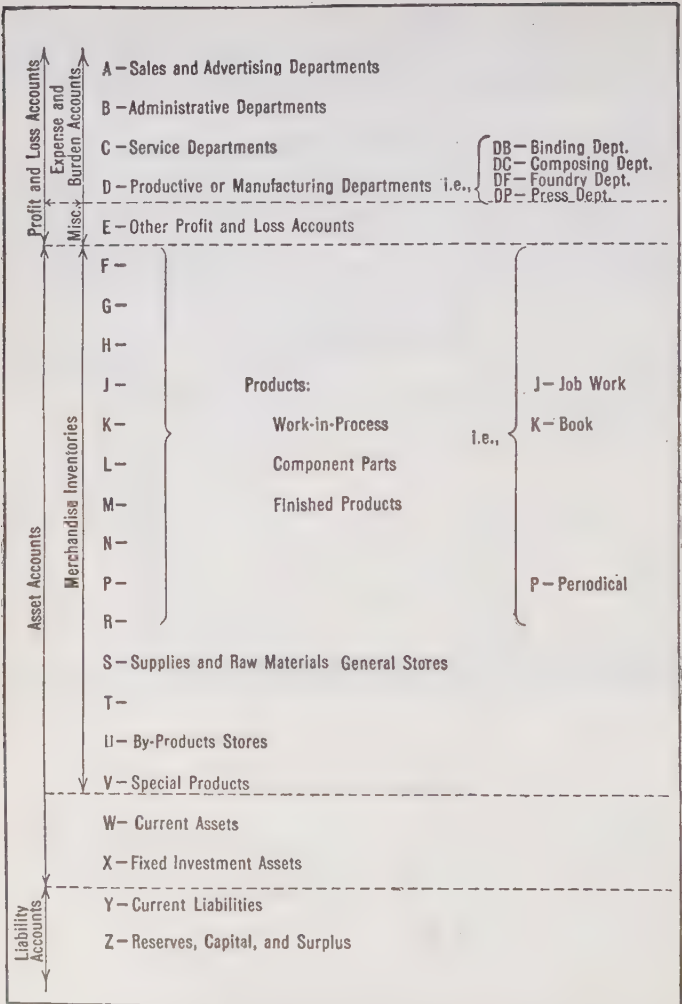 A—Sales and Advertising Departments
B—Administrative Departments
C—Service Departments
D—Productive or Manufacturing Departments i.e.,
DB—Binding Dept.
DC—Composing Dept.
DF—Foundry Dept.
DP—Press Dept.
E—Other Profit and Loss Accounts
Profit and Loss Accounts
Expense and
Burden Accounts
Misc.
F—
G—
H—
J—
K—
L—
M—
N—
P—
R—
Products:
Work-in-Process
Component Parts
Finished Products
i.e.,
J—Job Work
K—Book
P—Periodical
S—Supplies and Raw Materials General Stores
T—
U—By-Products Stores
V—Special Products
Merchandise Inventories
Asset Accounts
W—Current Assets
X—Fixed Investment Assets
Y—Current Liabilities
Z—Reserves, Capital, and Surplus
Liability
Accounts